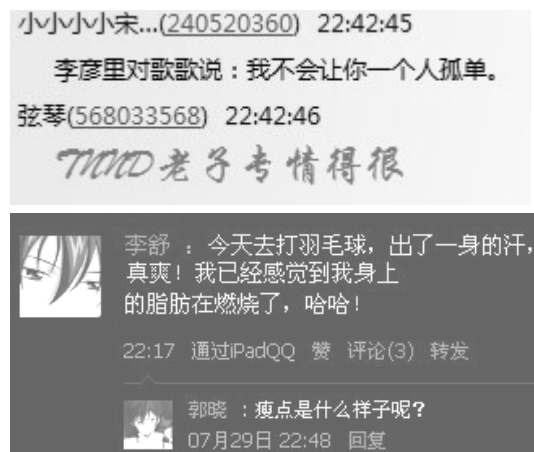 小小小小宋...(240520360) 22:42:45
李彦里对歌歌说：我不会让你一个人孤单。
弦琴(568033568) 22:42:46
TMMD老子专情得很
李舒 ：今天去打羽毛球，出了一身的汗，
真爽！我已经感觉到我身上
的脂肪在燃烧了，哈哈！
22:17 通过iPadQQ 赞 评论(3) 转发
郭晓 ：瘦点是什么样子呢？
07月29日 22:48 回复